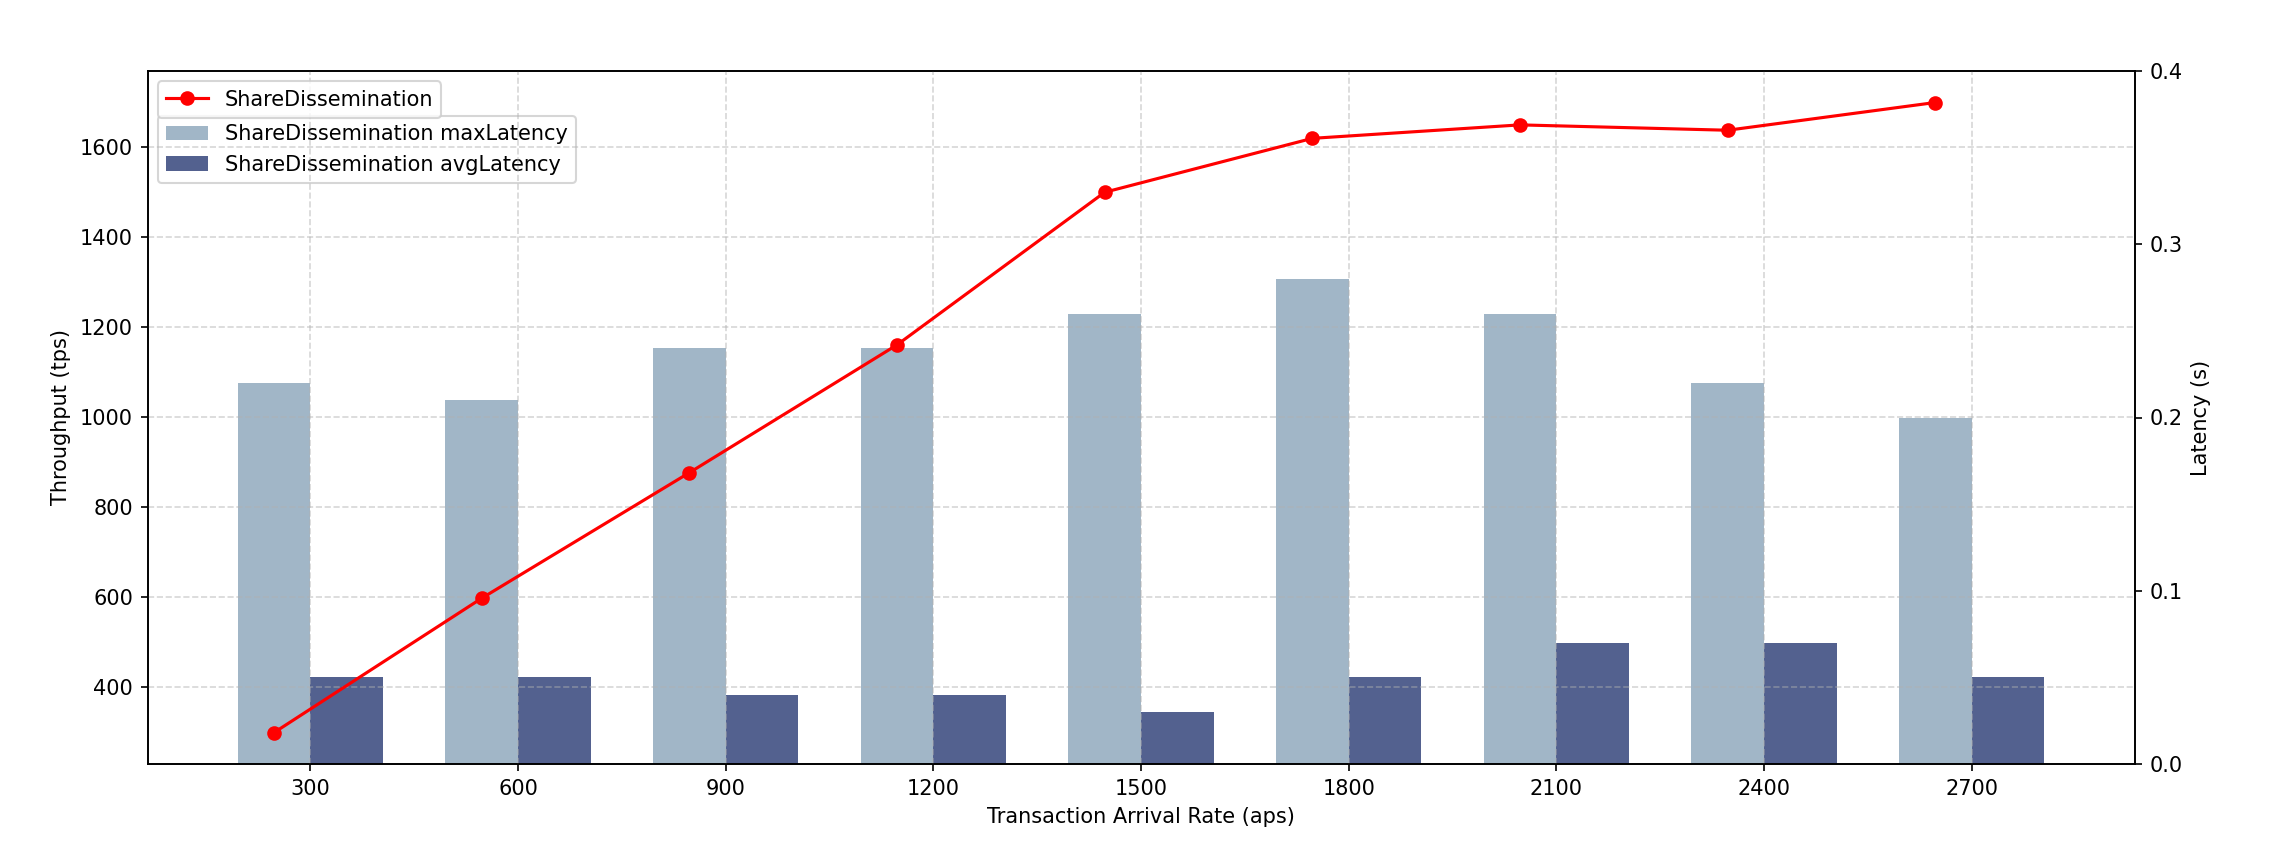 ShareDissemination
ShareDissemination maxLatency
ShareDissemination avgLatency
Throughput (tps)
1600
1400
1200
1000
800
600
400
0.4
0.3
0.2
0.1
0.0
Latency (s)
300 600 900 1200 1500 1800 2100 2400 2700
Transaction Arrival Rate (aps)